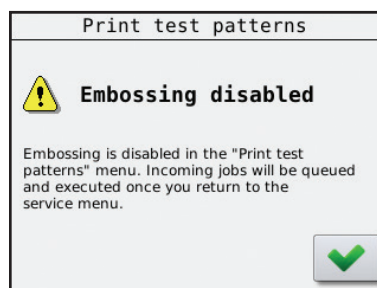 Print test patterns
Embossing disabled
Embossing is disabled in the "Print test
patterns" menu. Incoming jobs will be queued
and executed once you return to the
service menu.